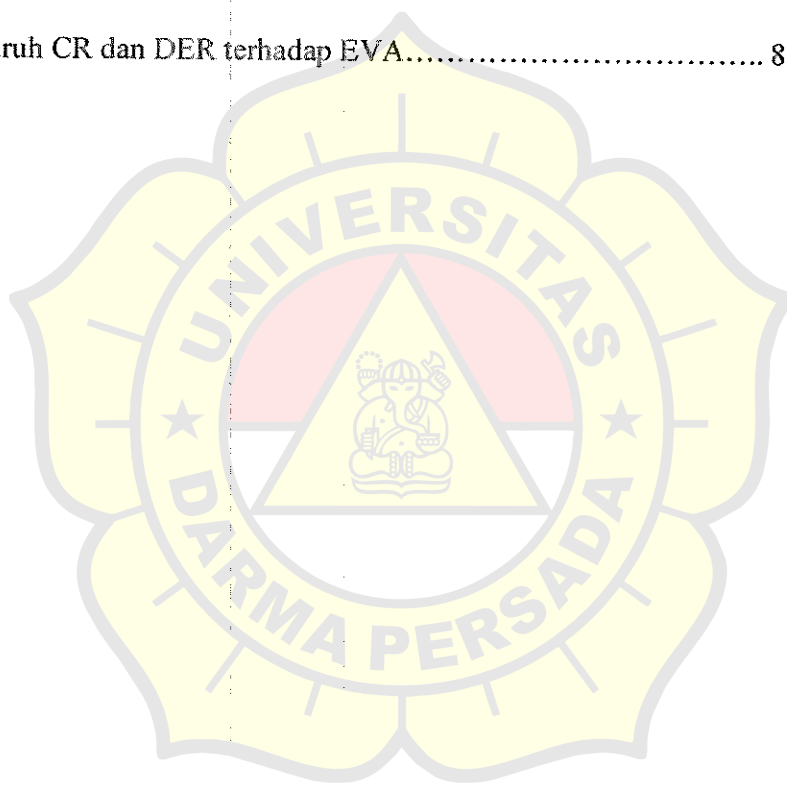 ruh CR dan DER terhadap EVA.................................. 8
UNIVERSITAS
DARMA PERSADA